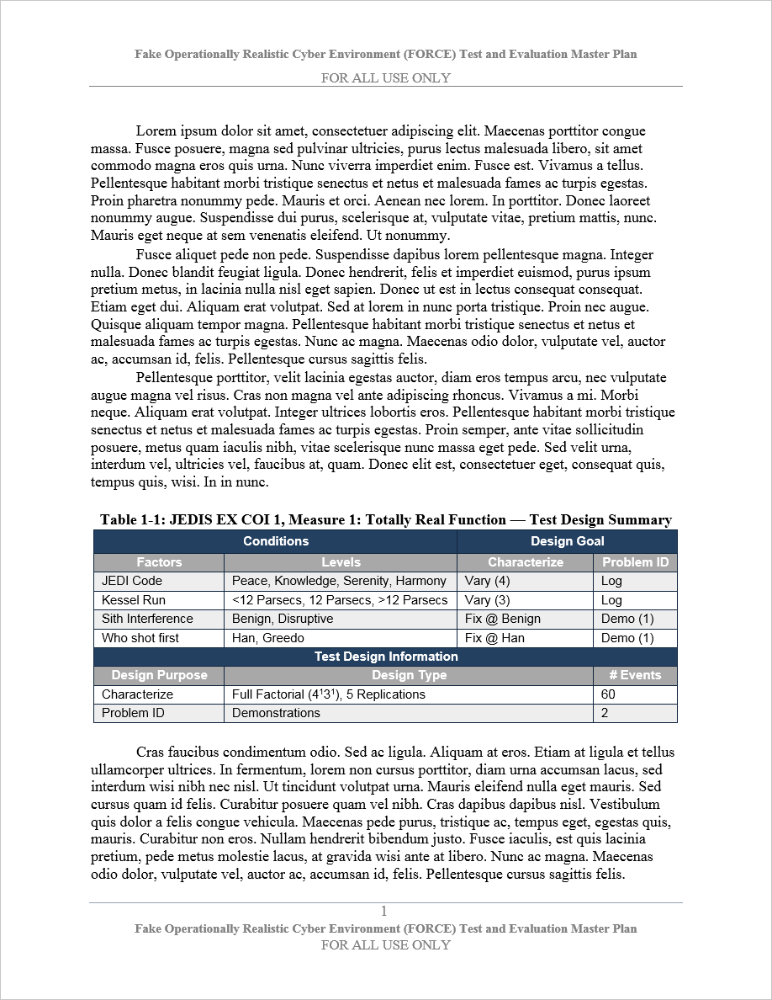 Fake Operationally Realistic Cyber Environment (FORCE) Test and Evaluation Master Plan
FOR ALL USE ONLY
Lorem ipsum dolor sit amet, consectetuer adipiscing elit. Maecenas porttitor congue
massa. Fusce posuere, magna sed pulvinar ultricies, purus lectus malesuada libero, sit amet
commodo magna eros quis urna. Nunc viverra imperdiet enim. Fusce est. Vivamus a tellus.
Pellentesque habitant morbi tristique senectus et netus et malesuada fames ac turpis egestas.
Proin pharetra nonummy pede. Mauris et orci. Aenean nec lorem. In porttitor. Donec laoreet
nonummy augue. Suspendisse dui purus, scelerisque at, vulputate vitae, pretium mattis, nunc.
Mauris eget neque at sem venenatis eleifend. Ut nonummy.
Fusce aliquet pede non pede. Suspendisse dapibus lorem pellentesque magna. Integer
nulla. Donec blandit feugiat ligula. Donec hendrerit, felis et imperdiet euismod, purus ipsum
pretium metus, in lacinia nulla nisl eget sapien. Donec ut est in lectus consequat consequat.
Etiam eget dui. Aliquam erat volutpat. Sed at lorem in nunc porta tristique. Proin nec augue.
Quisque aliquam tempor magna. Pellentesque habitant morbi tristique senectus et netus et
malesuada fames ac turpis egestas. Nunc ac magna. Maecenas odio dolor, vulputate vel, auctor
ac, accumsan id, felis. Pellentesque cursus sagittis felis.
Pellentesque porttitor, velit lacinia egestas auctor, diam eros tempus arcu, nec vulputate
augue magna vel risus. Cras non magna vel ante adipiscing rhoncus. Vivamus a mi. Morbi
neque. Aliquam erat volutpat. Integer ultrices lobortis eros. Pellentesque habitant morbi tristique
senectus et netus et malesuada fames ac turpis egestas. Proin semper, ante vitae sollicitudin
posuere, metus quam iaculis nibh, vitae scelerisque nunc massa eget pede. Sed velit urna,
interdum vel, ultricies vel, faucibus at, quam. Donec elit est, consectetuer eget, consequat quis,
tempus quis, wisi. In in nunc.
Table 1-1: JEDIS EX COI 1, Measure 1: Totally Real Function — Test Design Summary
Conditions Design Goal
Factors Levels Characterize Problem ID
JEDI Code Peace, Knowledge, Serenity, Harmony Vary (4) Log
Kessel Run <12 Parsecs, 12 Parsecs, >12 Parsecs Vary (3) Log
Sith Interference Benign, Disruptive Fix @ Benign Demo (1)
Who shot first Han, Greedo Fix @ Han Demo (1)
Test Design Information
Design Purpose Design Type # Events
Characterize Full Factorial (4¹3¹), 5 Replications 60
Problem ID Demonstrations 2
Cras faucibus condimentum odio. Sed ac ligula. Aliquam at eros. Etiam at ligula et tellus
ullamcorper ultrices. In fermentum, lorem non cursus porttitor, diam urna accumsan lacus, sed
interdum wisi nibh nec nisl. Ut tincidunt volutpat urna. Mauris eleifend nulla eget mauris. Sed
cursus quam id felis. Curabitur posuere quam vel nibh. Cras dapibus dapibus nisl. Vestibulum
quis dolor a felis congue vehicula. Maecenas pede purus, tristique ac, tempus eget, egestas quis,
mauris. Curabitur non eros. Nullam hendrerit bibendum justo. Fusce iaculis, est quis lacinia
pretium, pede metus molestie lacus, at gravida wisi ante at libero. Nunc ac magna. Maecenas
odio dolor, vulputate vel, auctor ac, accumsan id, felis. Pellentesque cursus sagittis felis.
1
Fake Operationally Realistic Cyber Environment (FORCE) Test and Evaluation Master Plan
FOR ALL USE ONLY